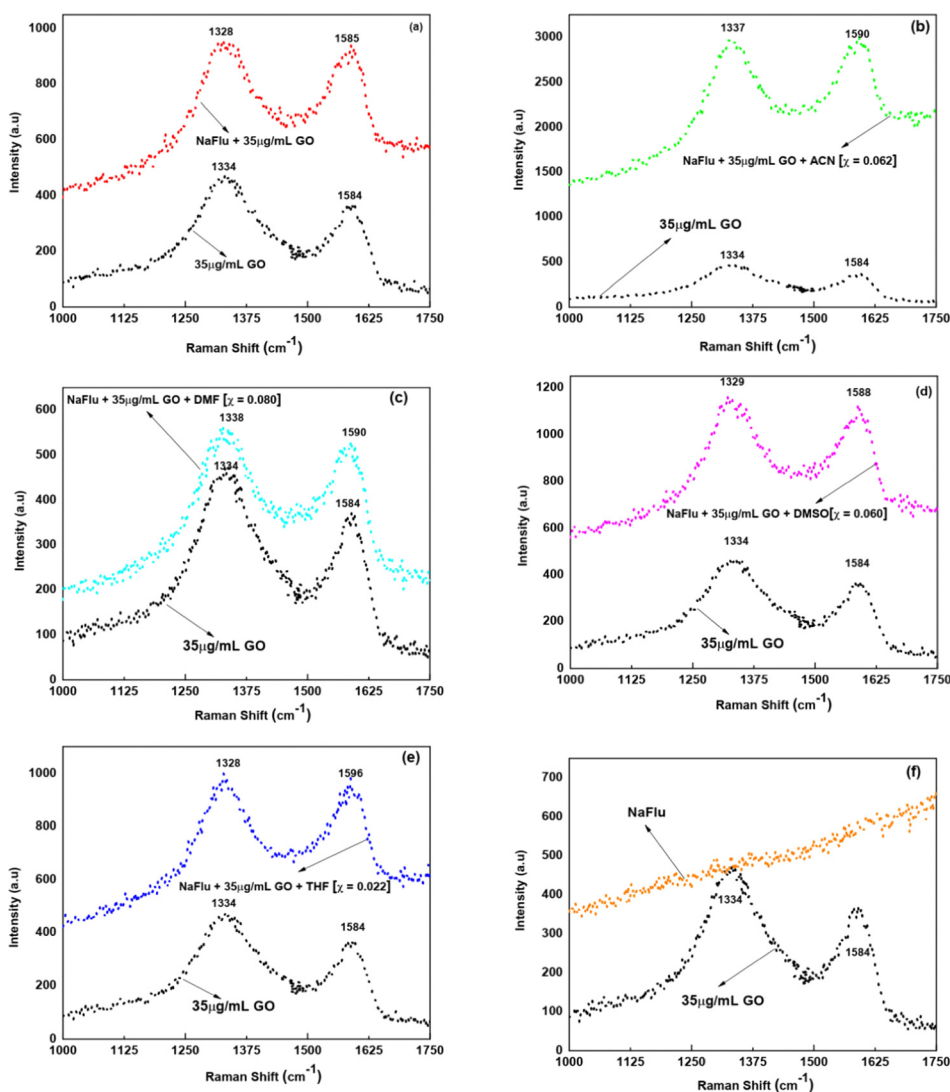 (a)
1000
800
600
400
200
0
Intensity (a.u)
1328
1585
NaFlu + 35μg/mL GO
1334
1584
35μg/mL GO
1000 1125 1250 1375 1500 1625 1750
Raman Shift (cm⁻¹)
(b)
3000
2500
2000
1500
1000
500
0
Intensity (a.u)
1337
1590
NaFlu + 35μg/mL GO + ACN [χ = 0.062]
35μg/mL GO
1334
1584
1000 1125 1250 1375 1500 1625 1750
Raman Shift (cm⁻¹)
(c)
600
500
400
300
200
100
0
Intensity (a.u)
NaFlu + 35μg/mL GO + DMF [χ = 0.080]
1338
1590
1334
1584
35μg/mL GO
1000 1125 1250 1375 1500 1625 1750
Raman Shift (cm⁻¹)
(d)
1200
1000
800
600
400
200
0
Intensity (a.u)
1329
1588
NaFlu + 35μg/mL GO + DMSO[χ = 0.060]
1334
1584
35μg/mL GO
1000 1125 1250 1375 1500 1625 1750
Raman Shift (cm⁻¹)
(e)
1000
800
600
400
200
0
Intensity (a.u)
1328
1596
NaFlu + 35μg/mL GO + THF [χ = 0.022]
1334
1584
35μg/mL GO
1000 1125 1250 1375 1500 1625 1750
Raman Shift (cm⁻¹)
(f)
700
600
500
400
300
200
100
0
Intensity (a.u)
NaFlu
1334
1584
35μg/mL GO
1000 1125 1250 1375 1500 1625 1750
Raman Shift (cm⁻¹)